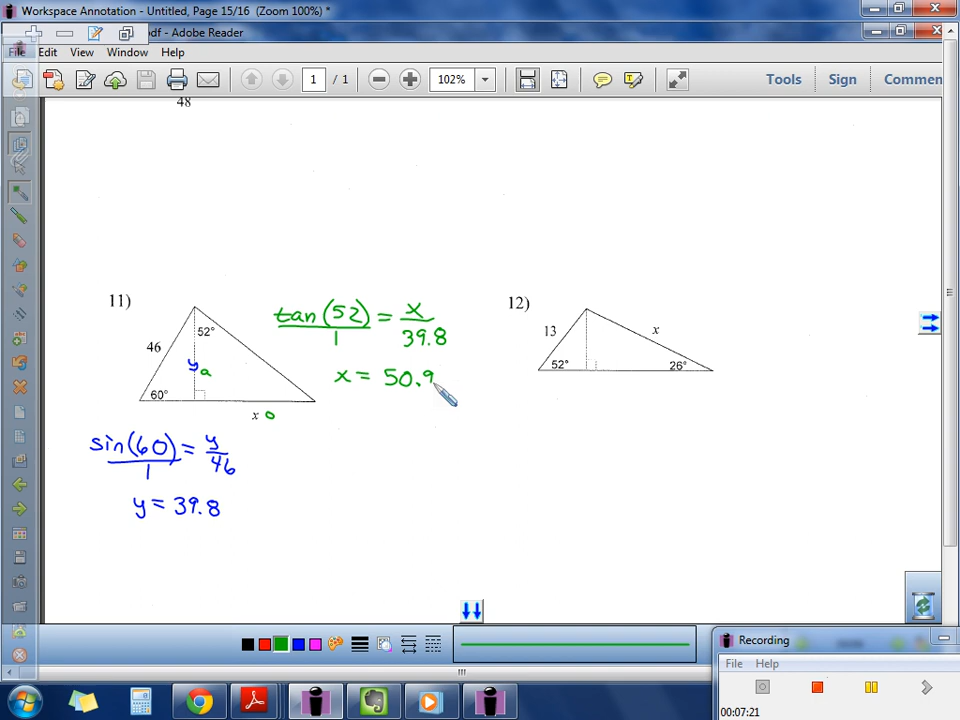 Workspace Annotation - Untitled, Page 15/16 (Zoom 100%) *
pdf - Adobe Reader
File Edit View Window Help
1 / 1 102% Tools Sign Commen
48
11)
52°
46
y a
60°
x o
tan(52) = x
1 39.8
x = 50.9
sin(60) = y
1 46
y = 39.8
12)
13
x
52°
26°
Recording
File Help
00:07:21